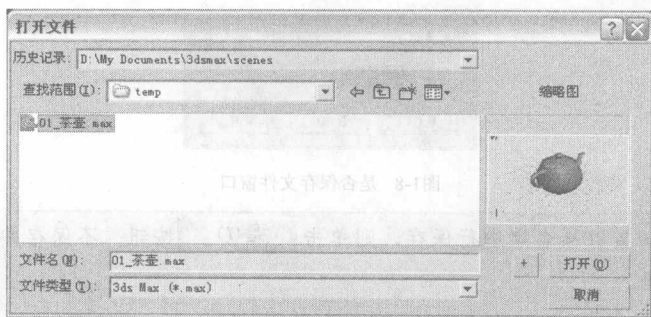 打开文件
历史记录: D:\My Documents\3dsmax\scenes
查找范围(I): temp
缩略图
01_茶壶.max
文件名(N): 01_茶壶.max
+ 打开(O)
文件类型(T): 3ds Max (*.max)
取消
图1-8 是否保存文件窗口